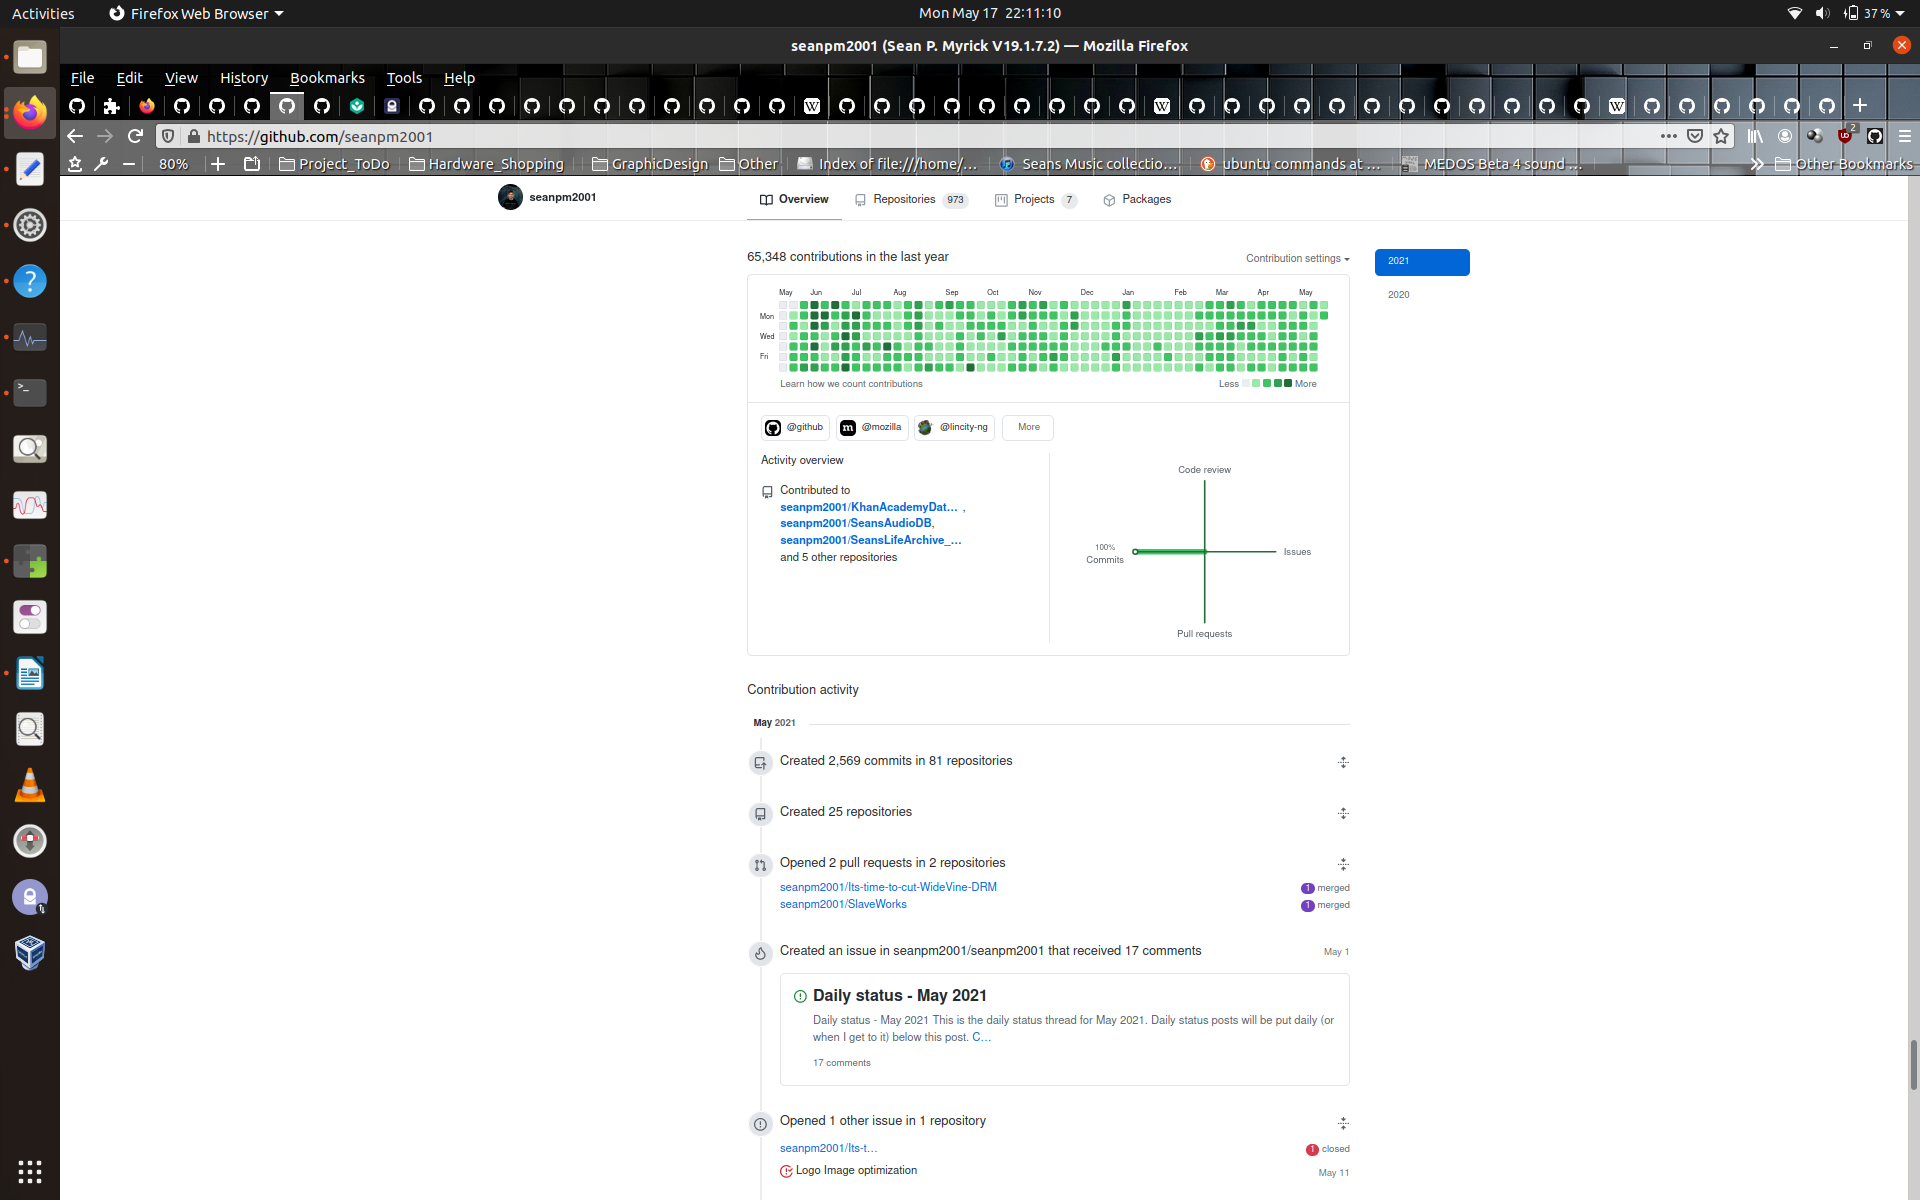 Activities
Firefox Web Browser
Mon May 17 22:11:10
37 %
seanpm2001 (Sean P. Myrick V19.1.7.2) — Mozilla Firefox
File Edit View History Bookmarks Tools Help
https://github.com/seanpm2001
2
80%
Project_ToDo
Hardware_Shopping
GraphicDesign
Other
Index of file:///home/…
Seans Music collectio…
ubuntu commands at …
MEDOS Beta 4 sound …
Other Bookmarks
seanpm2001
Overview
Repositories 973
Projects 7
Packages
65,348 contributions in the last year
Contribution settings
2021
2020
May Jun Jul Aug Sep Oct Nov Dec Jan Feb Mar Apr May
Mon
Wed
Fri
Learn how we count contributions
Less More
@github
@mozilla
@lincity-ng
More
Activity overview
Contributed to
seanpm2001/KhanAcademyDat… ,
seanpm2001/SeansAudioDB,
seanpm2001/SeansLifeArchive_…
and 5 other repositories
Code review
100%
Commits
Issues
Pull requests
Contribution activity
May 2021
Created 2,569 commits in 81 repositories
Created 25 repositories
Opened 2 pull requests in 2 repositories
seanpm2001/Its-time-to-cut-WideVine-DRM
1 merged
seanpm2001/SlaveWorks
1 merged
Created an issue in seanpm2001/seanpm2001 that received 17 comments
May 1
Daily status - May 2021
Daily status - May 2021 This is the daily status thread for May 2021. Daily status posts will be put daily (or
when I get to it) below this post. C…
17 comments
Opened 1 other issue in 1 repository
seanpm2001/Its-t…
1 closed
Logo Image optimization
May 11